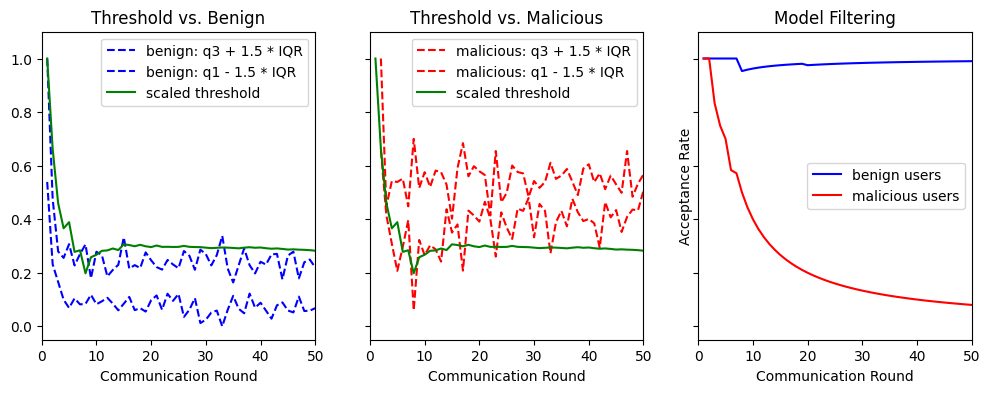 Threshold vs. Benign
benign: q3 + 1.5 * IQR
benign: q1 - 1.5 * IQR
scaled threshold
1.0
0.8
0.6
0.4
0.2
0.0
0 10 20 30 40 50
Communication Round
Threshold vs. Malicious
malicious: q3 + 1.5 * IQR
malicious: q1 - 1.5 * IQR
scaled threshold
0 10 20 30 40 50
Communication Round
Model Filtering
Acceptance Rate
benign users
malicious users
0 10 20 30 40 50
Communication Round